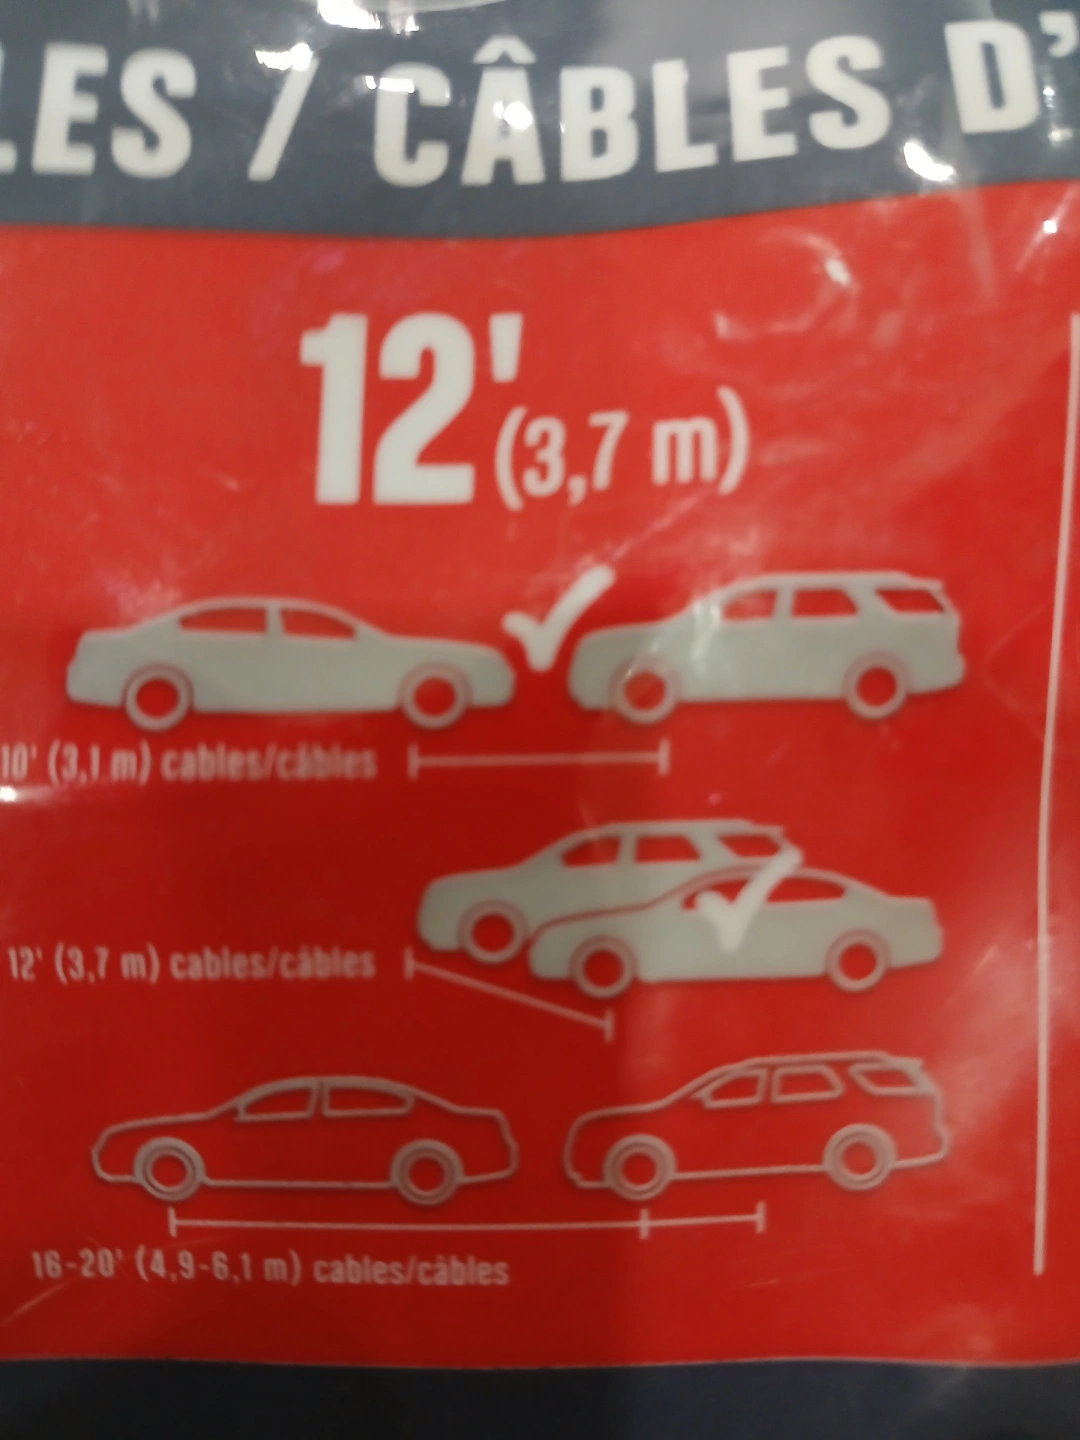 LES / CÂBLES D'
12' (3,7 m)
10' (3,1 m) cables/câbles
12' (3,7 m) cables/câbles
16-20' (4,9-6,1 m) cables/câbles